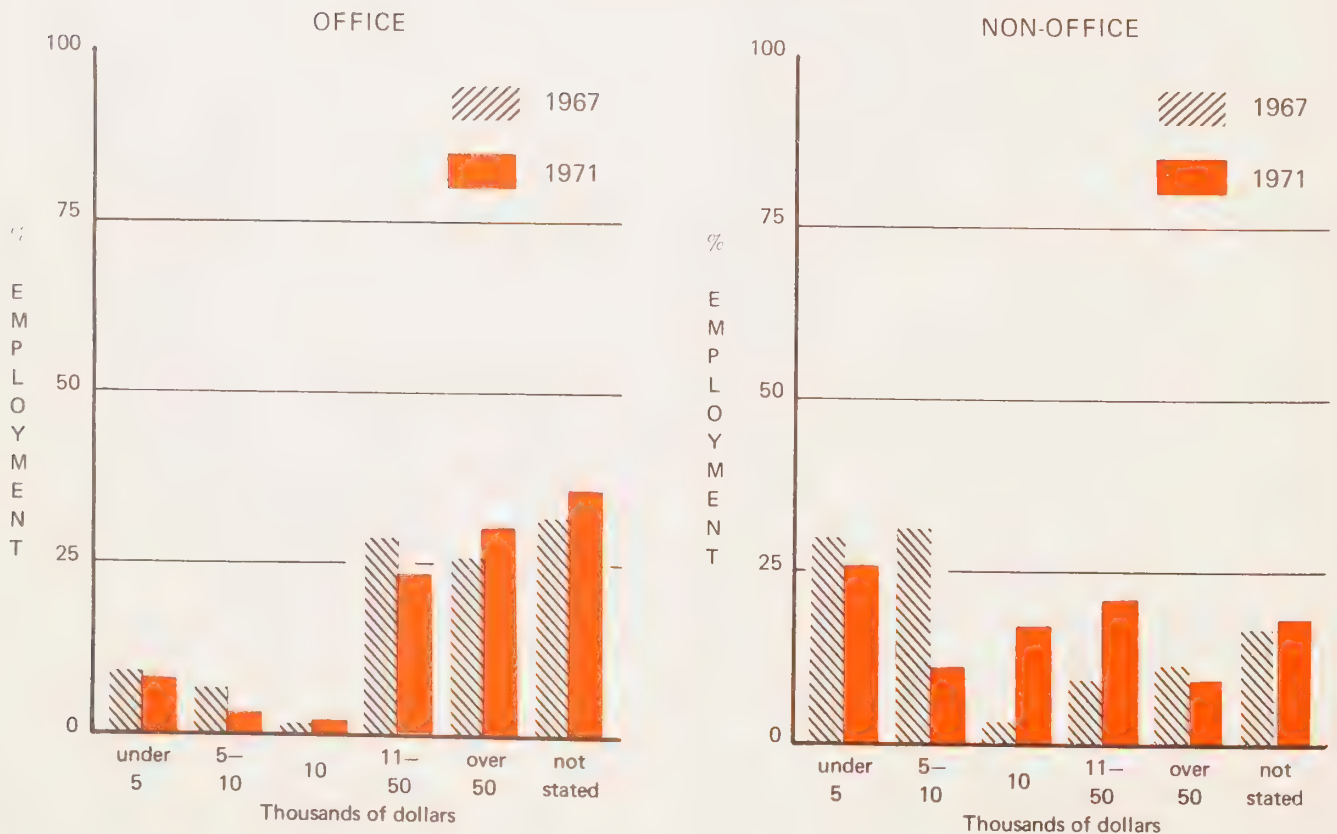 OFFICE
100
75
50
25
0
%
EMPLOYMENT
1967
1971
under 5
5–10
10
11–50
over 50
not stated
Thousands of dollars
NON-OFFICE
100
75
50
25
0
%
EMPLOYMENT
1967
1971
under 5
5–10
10
11–50
over 50
not stated
Thousands of dollars